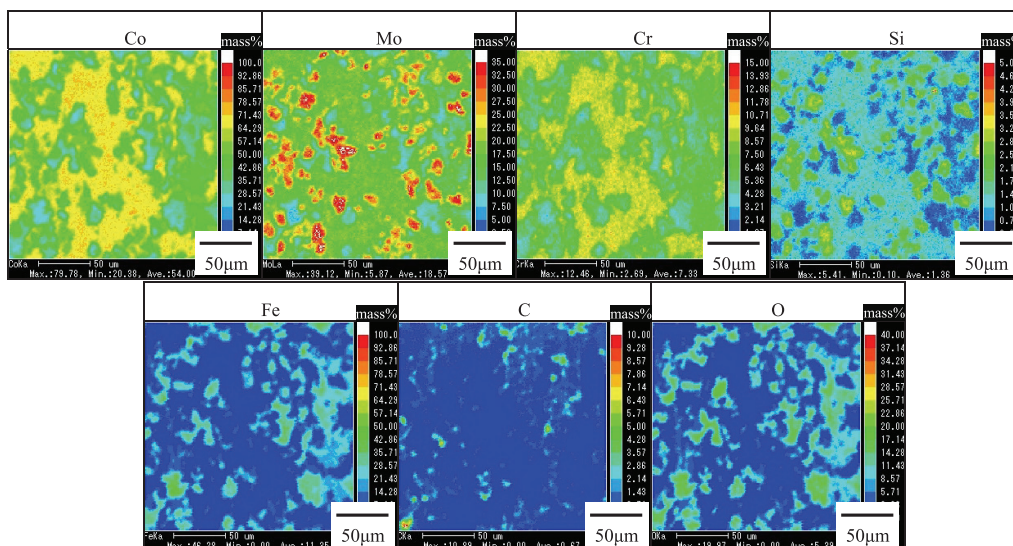 Co
mass%
100.0
92.86
85.71
78.57
71.43
64.29
57.14
50.00
42.86
35.71
28.57
21.43
14.28
CoKa 50 um
Max.:79.78, Min.:20.38, Ave.:54.00
50μm
Mo
mass%
35.00
32.50
30.00
27.50
25.00
22.50
20.00
17.50
15.00
12.50
10.00
7.50
5.00
MoLa 50 um
Max.:39.12, Min.:5.87, Ave.:18.57
50μm
Cr
mass%
15.00
13.93
12.86
11.78
10.71
9.64
8.57
7.50
6.43
5.36
4.28
3.21
2.14
CrKa 50 um
Max.:12.46, Min.:2.69, Ave.:7.33
50μm
Si
mass%
SiKa 50 um
Max.:5.41, Min.:0.10, Ave.:1.36
50μm
Fe
mass%
100.0
92.86
85.71
78.57
71.43
64.29
57.14
50.00
42.86
35.71
28.57
21.43
14.28
FeKa 50 um
50μm
C
mass%
10.00
9.29
8.57
7.86
7.14
6.43
5.71
5.00
4.28
3.57
2.86
2.14
1.43
CKa 50 um
50μm
O
mass%
40.00
37.14
34.28
31.43
28.57
25.71
22.86
20.00
17.14
14.28
11.43
8.57
5.71
OKa 50 um
50μm